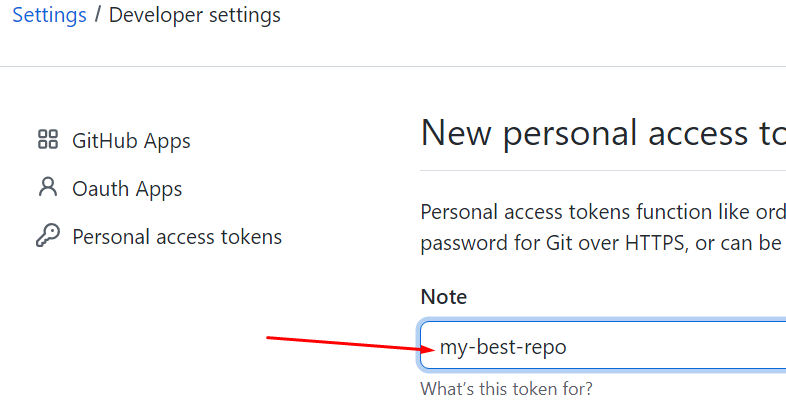 Settings / Developer settings
GitHub Apps
Oauth Apps
Personal access tokens
New personal access to
Personal access tokens function like ord
password for Git over HTTPS, or can be
Note
my-best-repo
What's this token for?